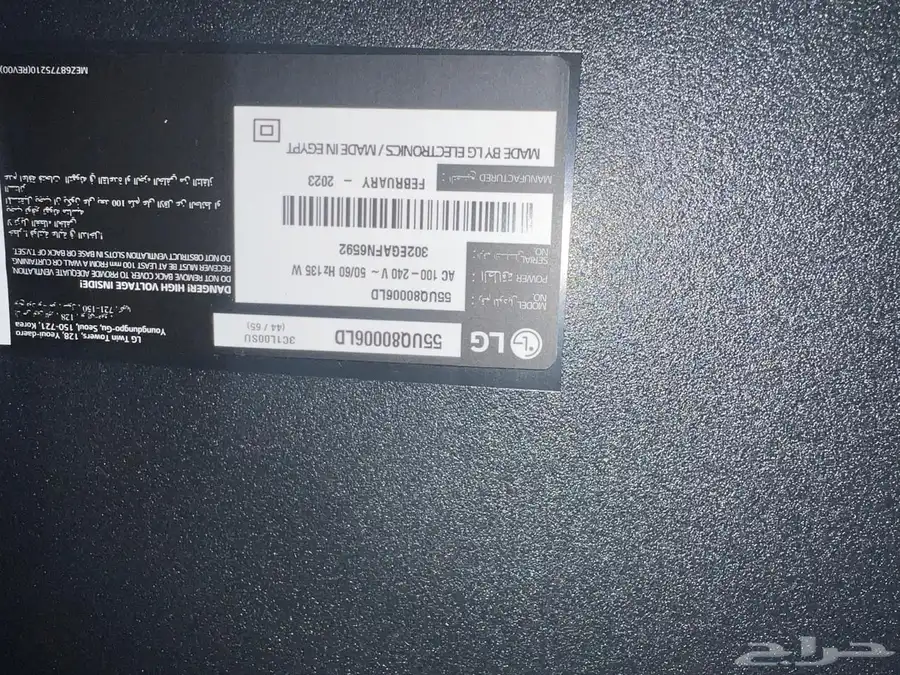 LG
55UQ80006LD
3C1L00SU
(44 / 65)
MODEL NO. : رقم الموديل
55UQ80006LD
POWER : الطاقة
AC 100 – 240 V ~ 50/60 Hz 135 W
SERIAL NO.
302EGAFN6592
MANUFACTURED
FEBRUARY - 2023
MADE BY LG ELECTRONICS / MADE IN EGYPT
LG Twin Towers, 128, Yeoui-daero
Youngdungpo-Gu, Seoul, 150-721, Korea
DANGER! HIGH VOLTAGE INSIDE!
DO NOT REMOVE BACK COVER TO PROVIDE ADEQUATE VENTILATION,
RECEIVER MUST BE AT LEAST 100 mm FROM A WALL OR CURTAINING
DO NOT OBSTRUCT VENTILATION SLOTS IN BASE OR BACK OF T.V.SET.
MEZ68775210(REV00)
حراج